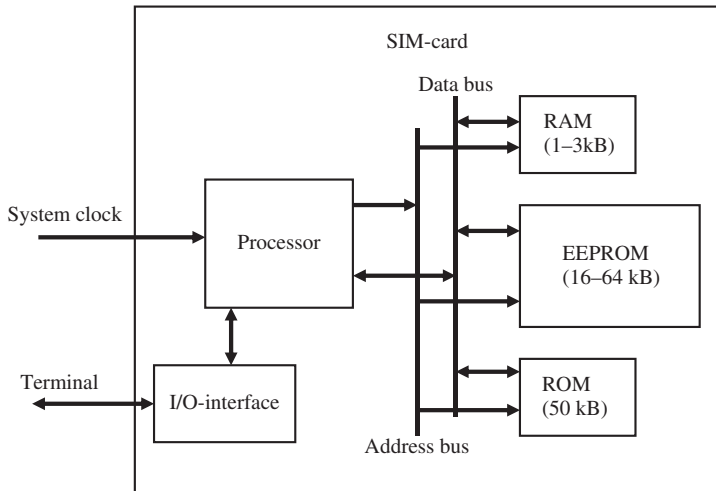 SIM-card
Data bus
RAM
(1–3kB)
System clock
Processor
EEPROM
(16–64 kB)
Terminal
I/O-interface
ROM
(50 kB)
Address bus